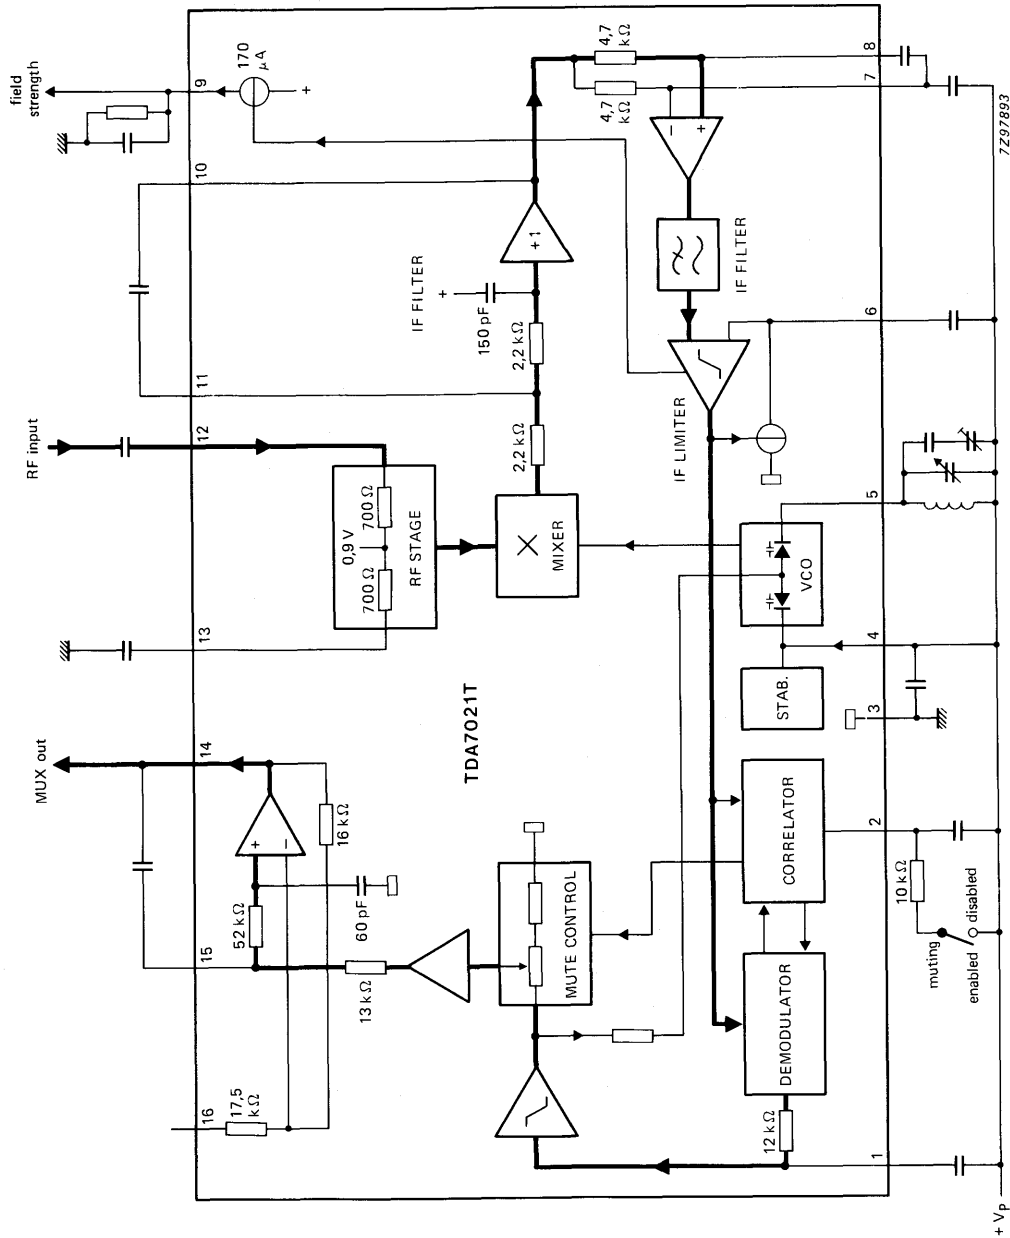 field
strength
9
170
μA
+
4,7
kΩ
4,7
kΩ
8
7
7Z97893
−
+
10
+1
IF FILTER
+
150 pF
2,2 kΩ
IF FILTER
6
11
RF input
12
2,2 kΩ
IF LIMITER
5
700 Ω
0,9 V
700 Ω
RF STAGE
MIXER
VCO
13
4
STAB.
3
TDA7021T
MUX out
14
+
−
16 kΩ
52 kΩ
60 pF
15
13 kΩ
MUTE CONTROL
CORRELATOR
2
10 kΩ
muting
enabled
disabled
DEMODULATOR
16
17,5
kΩ
12 kΩ
1
+ Vp